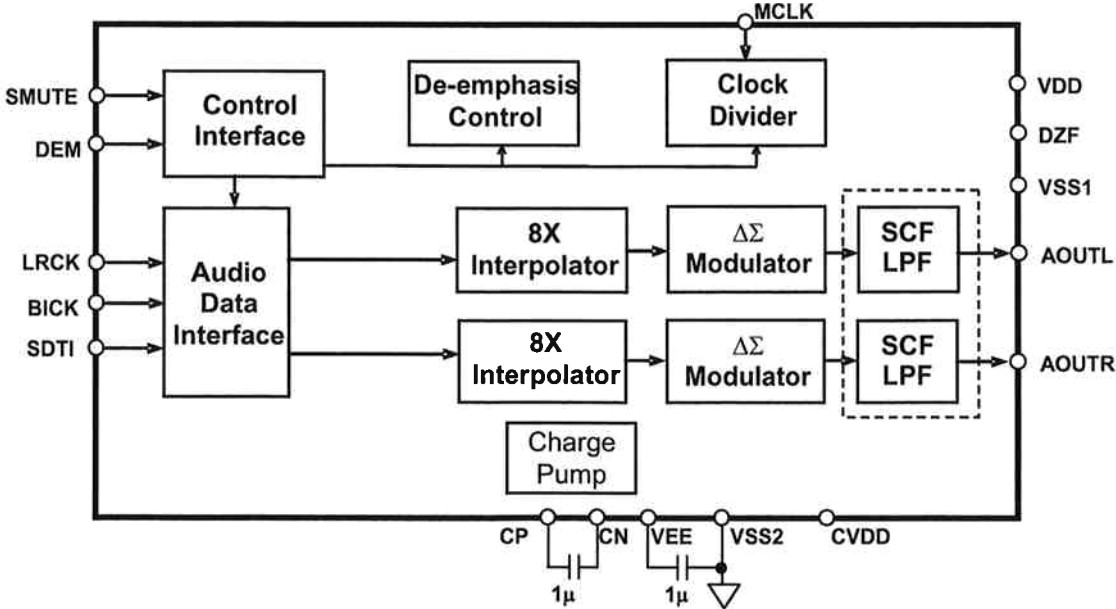 MCLK
SMUTE
DEM
Control
Interface
De-emphasis
Control
Clock
Divider
VDD
DZF
VSS1
LRCK
BICK
SDTI
Audio
Data
Interface
8X
Interpolator
ΔΣ
Modulator
SCF
LPF
AOUTL
8X
Interpolator
ΔΣ
Modulator
SCF
LPF
AOUTR
Charge
Pump
CP
CN
VEE
VSS2
CVDD
1μ
1μ